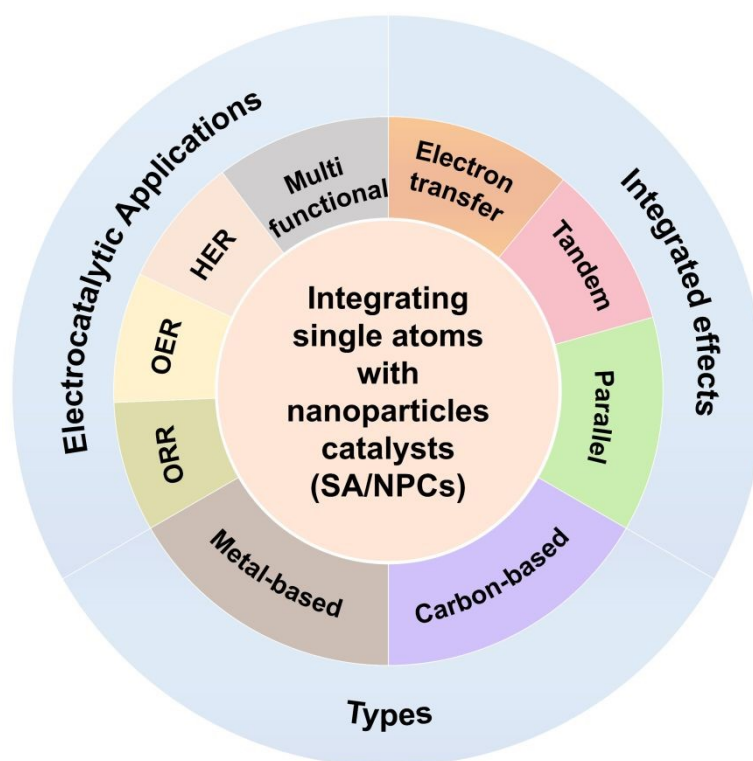 Integrating
single atoms
with
nanoparticles
catalysts
(SA/NPCs)
Electrocatalytic Applications
Multi
functional
HER
OER
ORR
Integrated effects
Electron
transfer
Tandem
Parallel
Types
Metal-based
Carbon-based